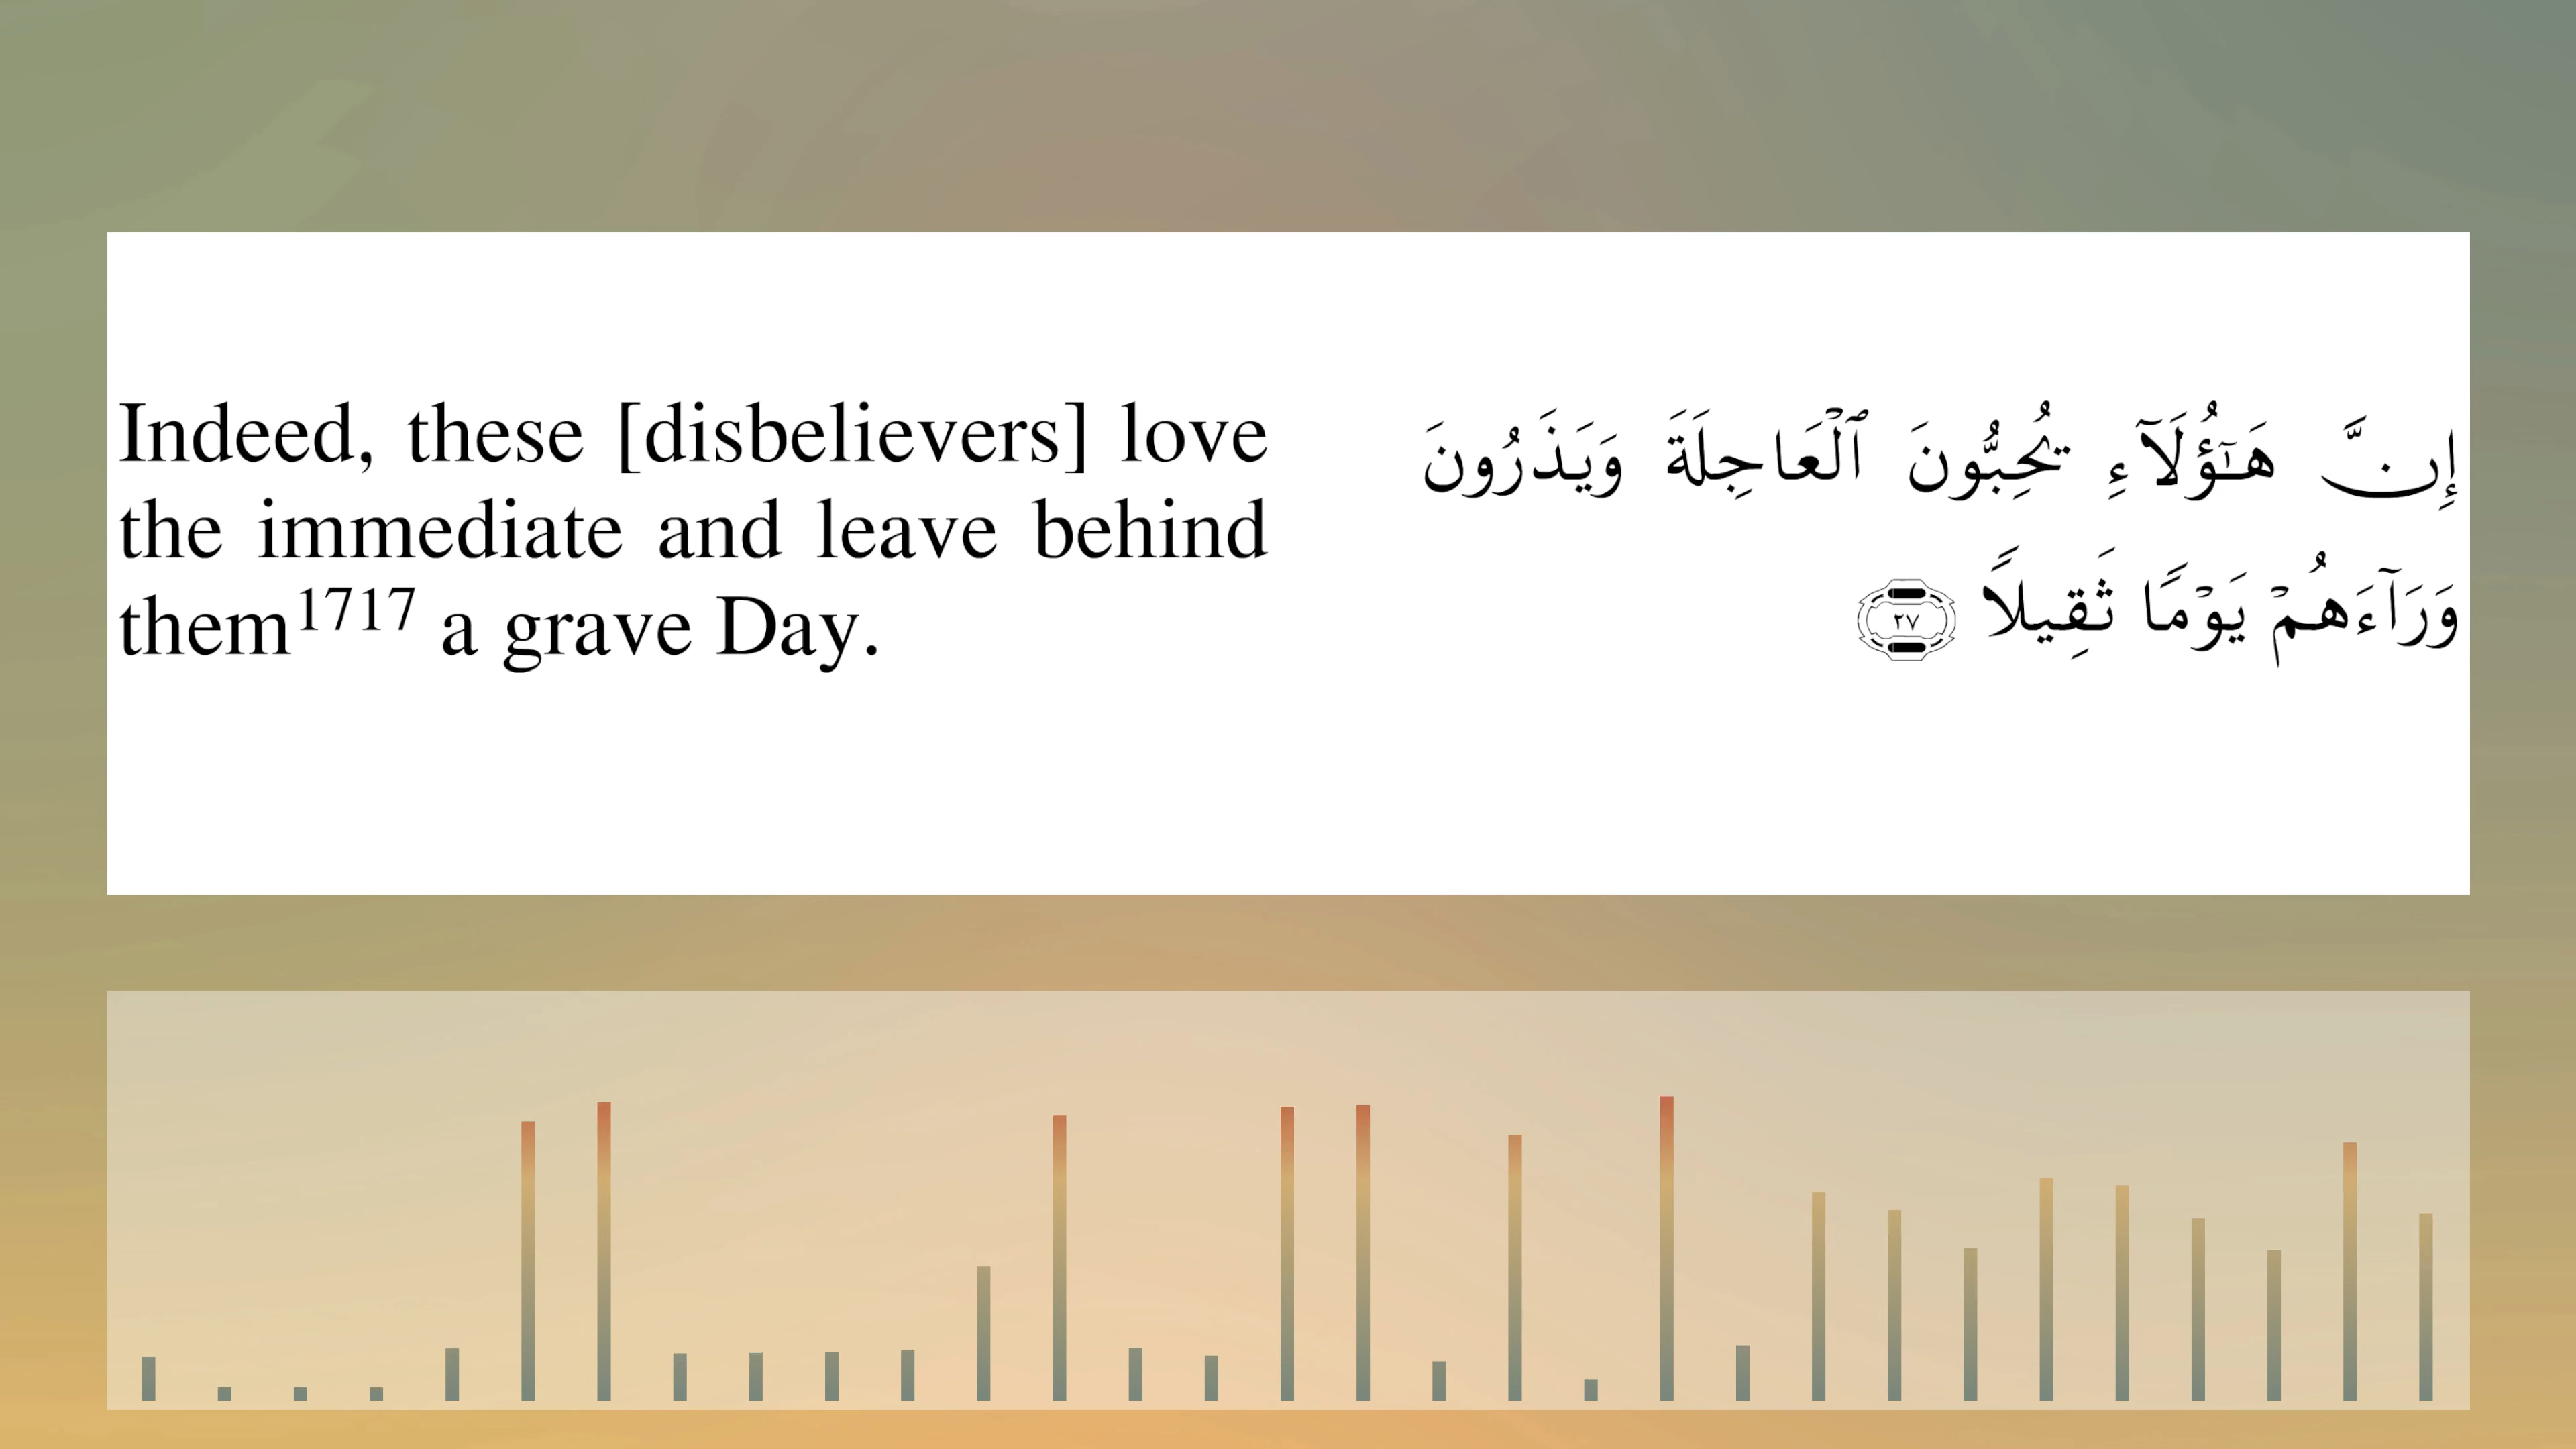 Indeed, these [disbelievers] love
the immediate and leave behind
them1717 a grave Day.
إِنَّ هَـٰٓؤُلَآءِ يُحِبُّونَ ٱلْعَاجِلَةَ وَيَذَرُونَ
وَرَآءَهُمْ يَوْمًا ثَقِيلًا ٢٧